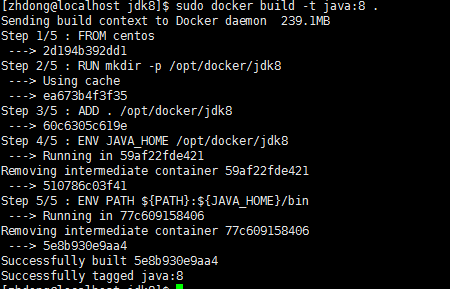 [zhdong@localhost jdk8]$ sudo docker build -t java:8 .
Sending build context to Docker daemon  239.1MB
Step 1/5 : FROM centos
 ---> 2d194b392dd1
Step 2/5 : RUN mkdir -p /opt/docker/jdk8
 ---> Using cache
 ---> ea673b4f3f35
Step 3/5 : ADD . /opt/docker/jdk8
 ---> 60c6305c619e
Step 4/5 : ENV JAVA_HOME /opt/docker/jdk8
 ---> Running in 59af22fde421
Removing intermediate container 59af22fde421
 ---> 510786c03f41
Step 5/5 : ENV PATH ${PATH}:${JAVA_HOME}/bin
 ---> Running in 77c609158406
Removing intermediate container 77c609158406
 ---> 5e8b930e9aa4
Successfully built 5e8b930e9aa4
Successfully tagged java:8
[zhdong@localhost jdk8]$